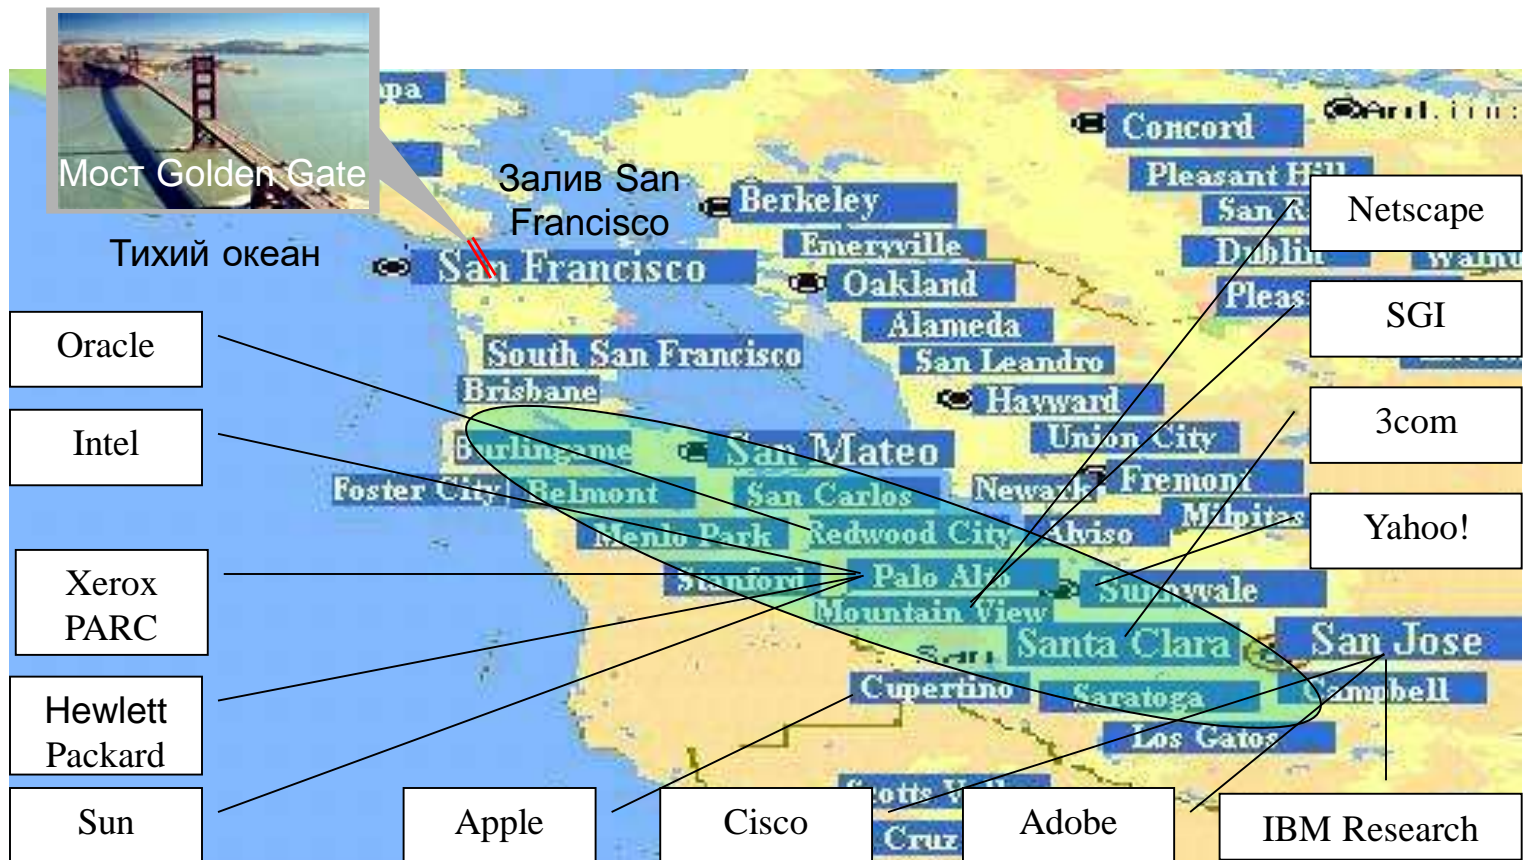 Мост Golden Gate
Залив San
Francisco
Тихий океан
Concord
Pleasant Hill
Berkeley
Emeryville
Dublin
San Francisco
Oakland
Alameda
South San Francisco
San Leandro
Brisbane
Hayward
Union City
Burlingame
San Mateo
Foster City
Belmont
San Carlos
Newark
Fremont
Menlo Park
Redwood City
Alviso
Milpitas
Stanford
Palo Alto
Sunnyvale
Mountain View
Santa Clara
San Jose
Cupertino
Saratoga
Campbell
Los Gatos
Netscape
SGI
3com
Yahoo!
Oracle
Intel
Xerox
PARC
Hewlett
Packard
Sun
Apple
Cisco
Adobe
IBM Research